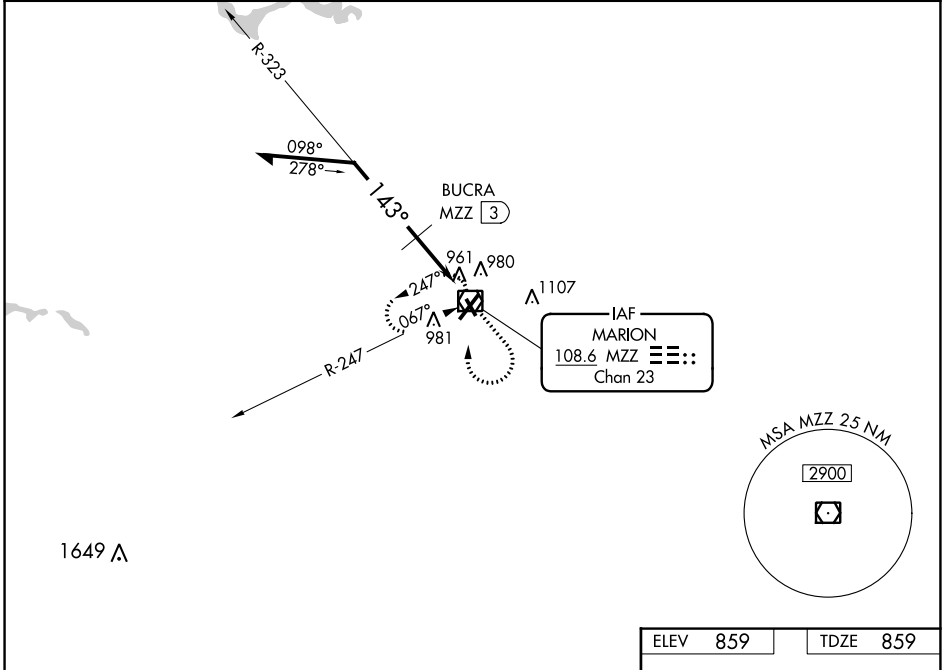 R-323
098°
278°
143°
BUCRA
MZZ 3
961
980
247°
1107
067°
981
IAF
MARION
108.6 MZZ
Chan 23
R-247
MSA MZZ 25 NM
2900
1649
ELEV 859 TDZE 859